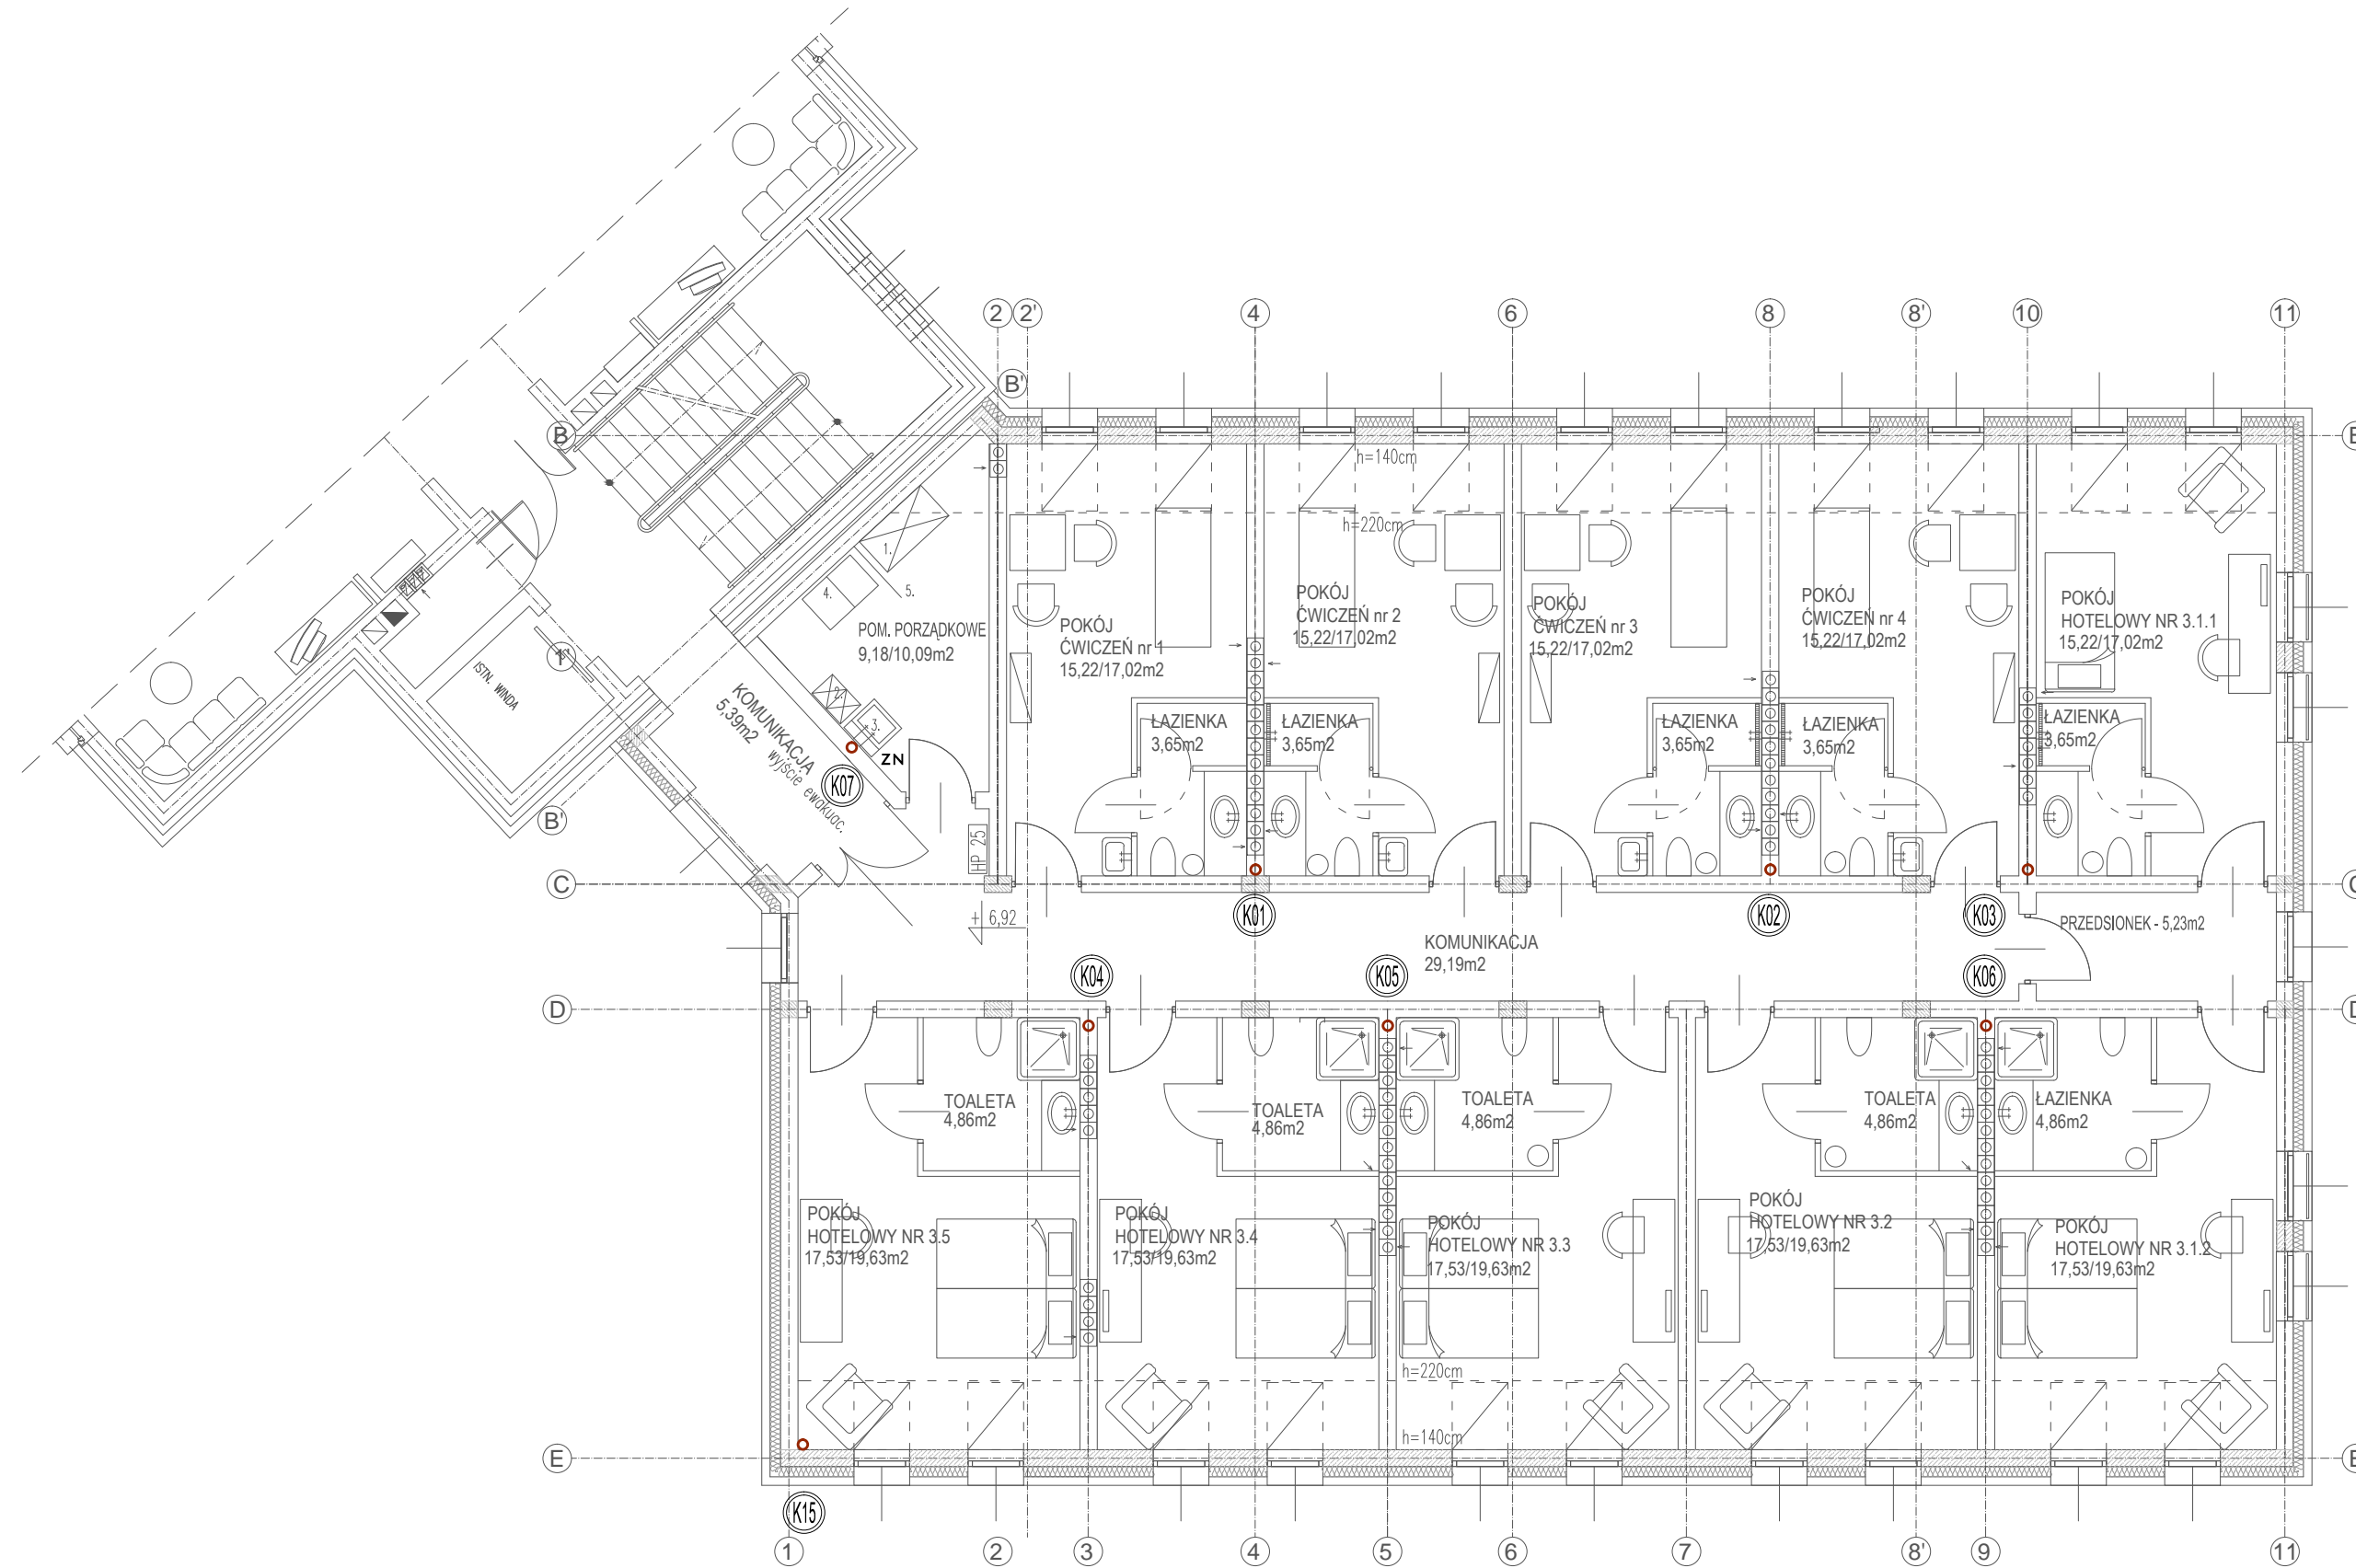 2
2'
4
6
8
8'
10
11
B'
B
h=140cm
h=220cm
1.
4.
5.
POM. PORZĄDKOWE
9,18/10,09m2
POKÓJ
ĆWICZEŃ nr 1
15,22/17,02m2
POKÓJ
ĆWICZEŃ nr 2
15,22/17,02m2
POKÓJ
ĆWICZEŃ nr 3
15,22/17,02m2
POKÓJ
ĆWICZEŃ nr 4
15,22/17,02m2
POKÓJ
HOTELOWY NR 3.1.1
15,22/17,02m2
1'
ISTN. WINDA
KOMUNIKACJA
5,39m2
wyjście ewakuac.
2.
3.
ZN
K07
ŁAZIENKA
3,65m2
ŁAZIENKA
3,65m2
ŁAZIENKA
3,65m2
ŁAZIENKA
3,65m2
ŁAZIENKA
3,65m2
B'
HP 25
C
+ 6,92
K01
K02
K03
PRZEDSIONEK - 5,23m2
KOMUNIKACJA
29,19m2
K04
K05
K06
D
TOALETA
4,86m2
TOALETA
4,86m2
TOALETA
4,86m2
TOALETA
4,86m2
ŁAZIENKA
4,86m2
POKÓJ
HOTELOWY NR 3.5
17,53/19,63m2
POKÓJ
HOTELOWY NR 3.4
17,53/19,63m2
POKÓJ
HOTELOWY NR 3.3
17,53/19,63m2
POKÓJ
HOTELOWY NR 3.2
17,53/19,63m2
POKÓJ
HOTELOWY NR 3.1.2
17,53/19,63m2
h=220cm
h=140cm
E
K15
1
2
3
4
5
6
7
8'
9
11